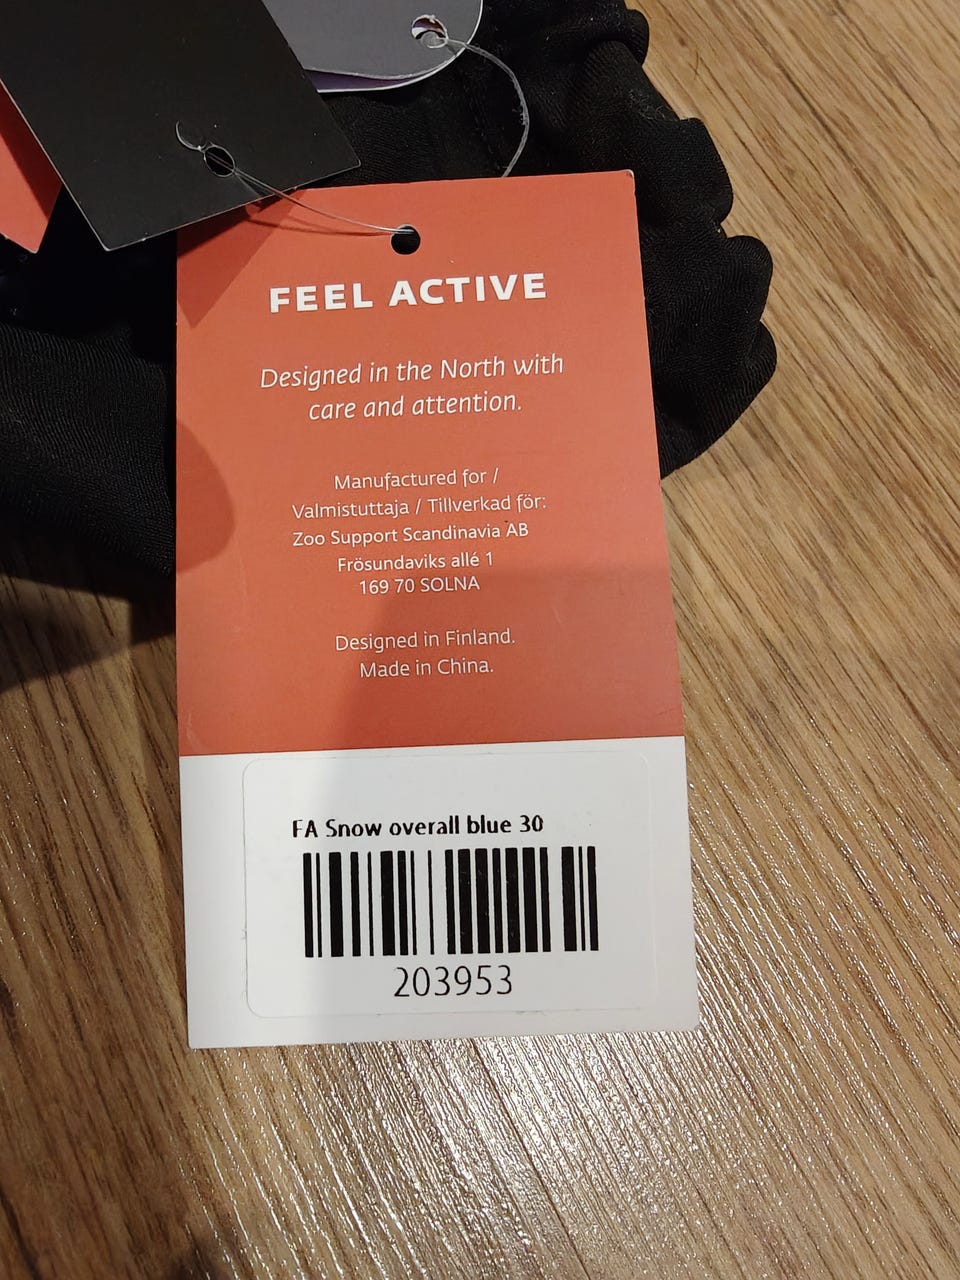 FEEL ACTIVE
Designed in the North with
care and attention.
Manufactured for /
Valmistuttaja / Tillverkad för:
Zoo Support Scandinavia AB
Frösundaviks allé 1
169 70 SOLNA
Designed in Finland.
Made in China.
FA Snow overall blue 30
203953